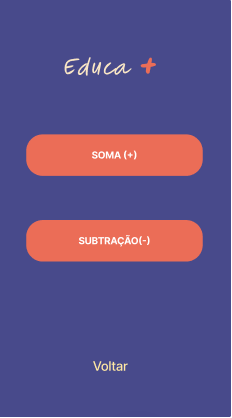 Educa +
SOMA (+)
SUBTRAÇÃO(-)
Voltar